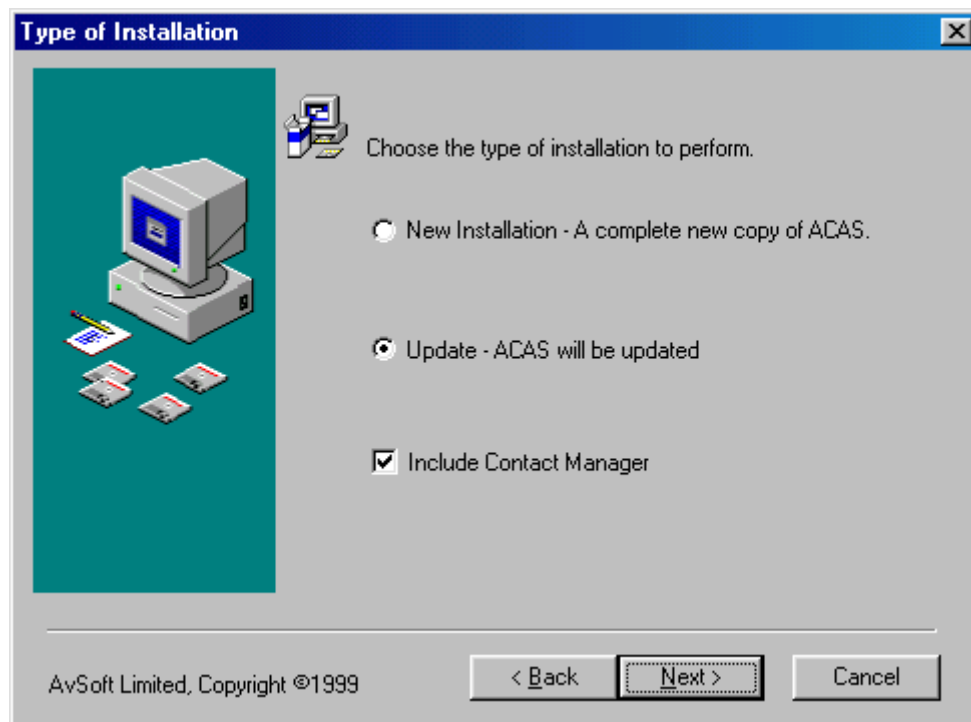 Type of Installation
Choose the type of installation to perform.
New Installation - A complete new copy of ACAS.
Update - ACAS will be updated
Include Contact Manager
AvSoft Limited, Copyright ©1999
< Back
Next >
Cancel